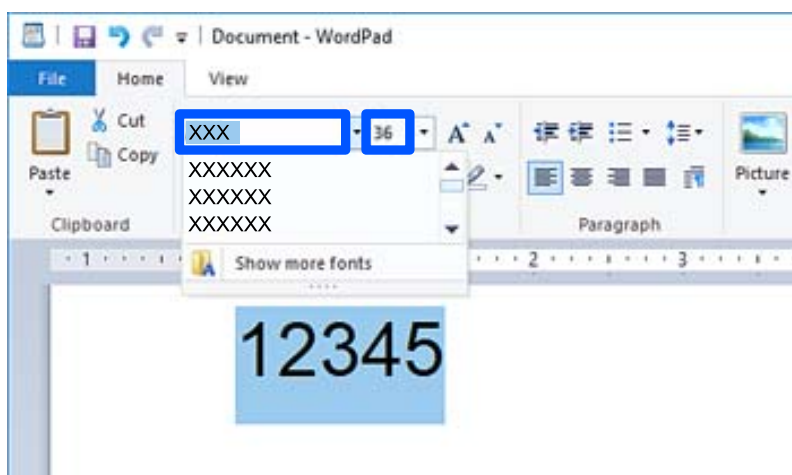 Document - WordPad
File Home View
Cut
XXX 36 A A
Copy
Paste
XXXXXX
XXXXXX
XXXXXX
Picture
Clipboard
Paragraph
Show more fonts
1 2 3
12345